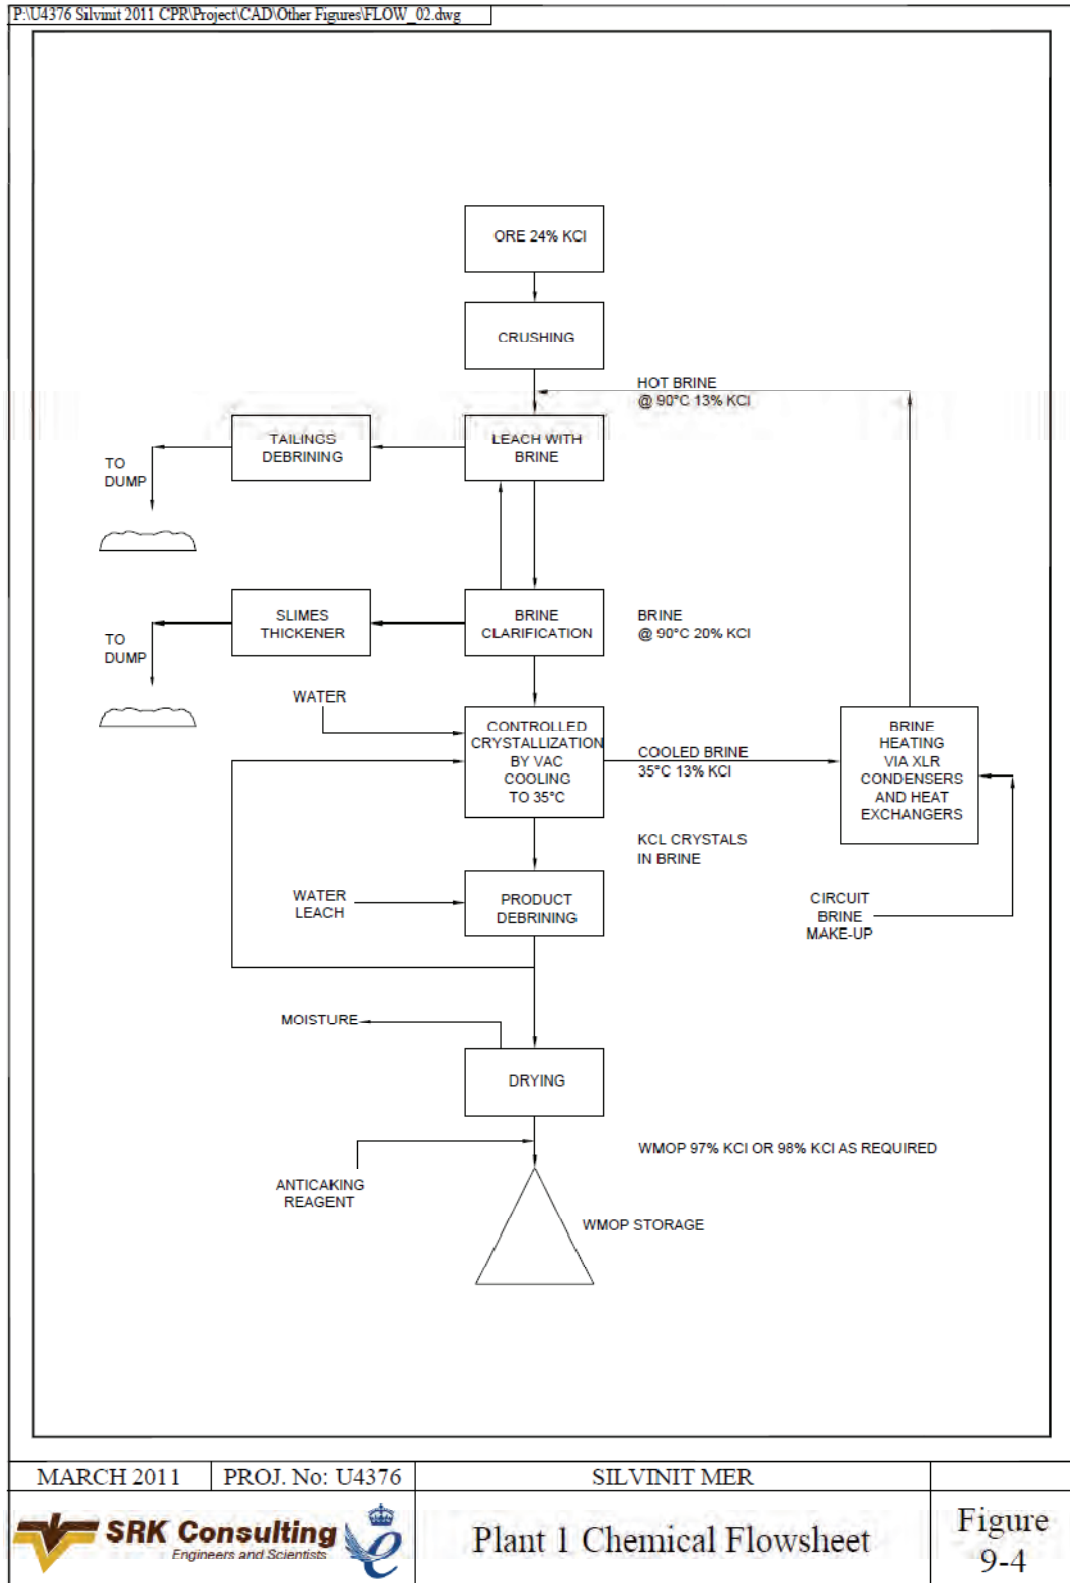 P:\U4376 Silvinit 2011 CPR\Project\CAD\Other Figures\FLOW_02.dwg
ORE 24% KCl
CRUSHING
HOT BRINE
@ 90°C 13% KCl
TAILINGS
DEBRINING
LEACH WITH
BRINE
TO
DUMP
SLIMES
THICKENER
BRINE
CLARIFICATION
BRINE
@ 90°C 20% KCl
TO
DUMP
WATER
CONTROLLED
CRYSTALLIZATION
BY VAC
COOLING
TO 35°C
COOLED BRINE
35°C 13% KCl
BRINE
HEATING
VIA XLR
CONDENSERS
AND HEAT
EXCHANGERS
KCL CRYSTALS
IN BRINE
WATER
LEACH
PRODUCT
DEBRINING
CIRCUIT
BRINE
MAKE-UP
MOISTURE
DRYING
WMOP 97% KCl OR 98% KCl AS REQUIRED
ANTICAKING
REAGENT
WMOP STORAGE
MARCH 2011
PROJ. No: U4376
SILVINIT MER
SRK Consulting
Engineers and Scientists
Plant 1 Chemical Flowsheet
Figure
9-4